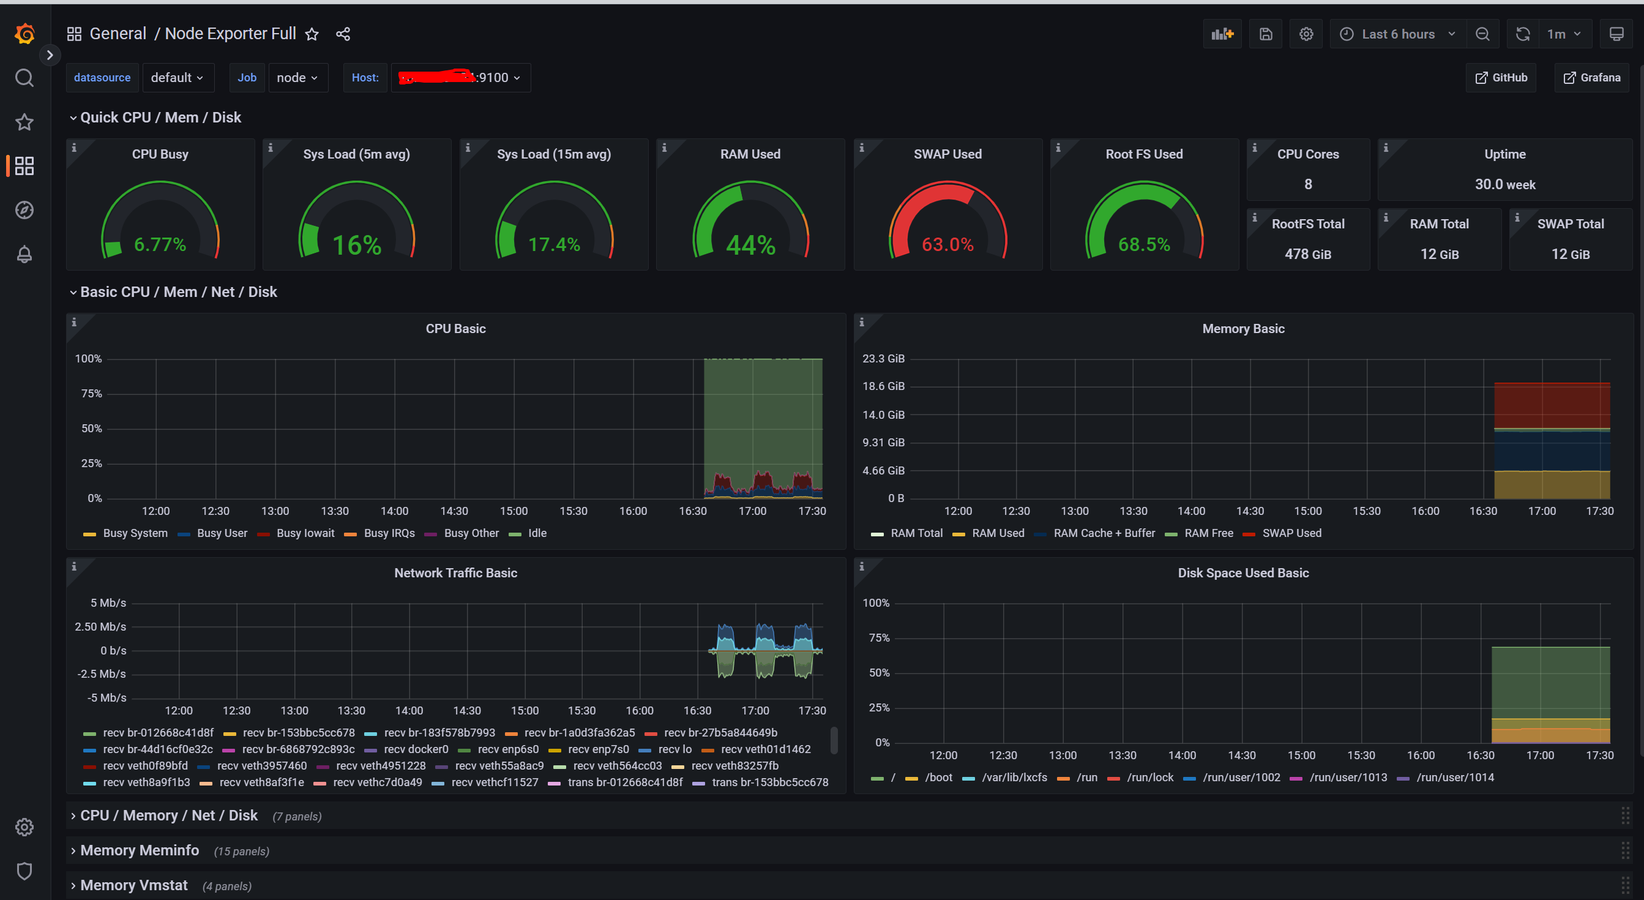 General / Node Exporter Full
Last 6 hours
1m
datasource default Job node Host: :9100
GitHub Grafana
Quick CPU / Mem / Disk
CPU Busy
6.77%
Sys Load (5m avg)
16%
Sys Load (15m avg)
17.4%
RAM Used
44%
SWAP Used
63.0%
Root FS Used
68.5%
CPU Cores
8
Uptime
30.0 week
RootFS Total
478 GiB
RAM Total
12 GiB
SWAP Total
12 GiB
Basic CPU / Mem / Net / Disk
CPU Basic
100%
75%
50%
25%
0%
12:00 12:30 13:00 13:30 14:00 14:30 15:00 15:30 16:00 16:30 17:00 17:30
Busy System Busy User Busy Iowait Busy IRQs Busy Other Idle
Memory Basic
23.3 GiB
18.6 GiB
14.0 GiB
9.31 GiB
4.66 GiB
0 B
12:00 12:30 13:00 13:30 14:00 14:30 15:00 15:30 16:00 16:30 17:00 17:30
RAM Total RAM Used RAM Cache + Buffer RAM Free SWAP Used
Network Traffic Basic
5 Mb/s
2.50 Mb/s
0 b/s
-2.5 Mb/s
-5 Mb/s
12:00 12:30 13:00 13:30 14:00 14:30 15:00 15:30 16:00 16:30 17:00 17:30
recv br-012668c41d8f recv br-153bbc5cc678 recv br-183f578b7993 recv br-1a0d3fa362a5 recv br-27b5a844649b
recv br-44d16cf0e32c recv br-6868792c893c recv docker0 recv enp6s0 recv enp7s0 recv lo recv veth01d1462
recv veth0f89bfd recv veth3957460 recv veth4951228 recv veth55a8ac9 recv veth564cc03 recv veth83257fb
recv veth8a9f1b3 recv veth8af3f1e recv vethc7d0a49 recv vethcf11527 trans br-012668c41d8f trans br-153bbc5cc678
Disk Space Used Basic
100%
75%
50%
25%
0%
12:00 12:30 13:00 13:30 14:00 14:30 15:00 15:30 16:00 16:30 17:00 17:30
/ /boot /var/lib/lxcfs /run /run/lock /run/user/1002 /run/user/1013 /run/user/1014
CPU / Memory / Net / Disk (7 panels)
Memory Meminfo (15 panels)
Memory Vmstat (4 panels)